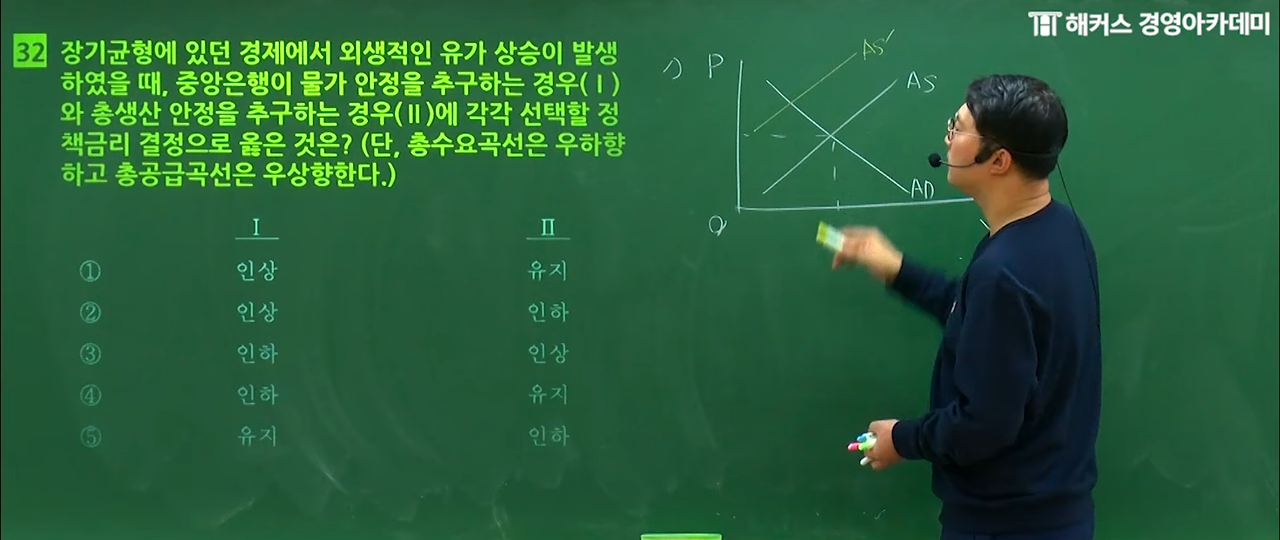 해커스 경영아카데미
32 장기균형에 있던 경제에서 외생적인 유가 상승이 발생
하였을 때, 중앙은행이 물가 안정을 추구하는 경우(Ⅰ)
와 총생산 안정을 추구하는 경우(Ⅱ)에 각각 선택할 정
책금리 결정으로 옳은 것은? (단, 총수요곡선은 우하향
하고 총공급곡선은 우상향한다.)
Ⅰ Ⅱ
① 인상 유지
② 인상 인하
③ 인하 인상
④ 인하 유지
⑤ 유지 인하
P
AS'
AS
AD